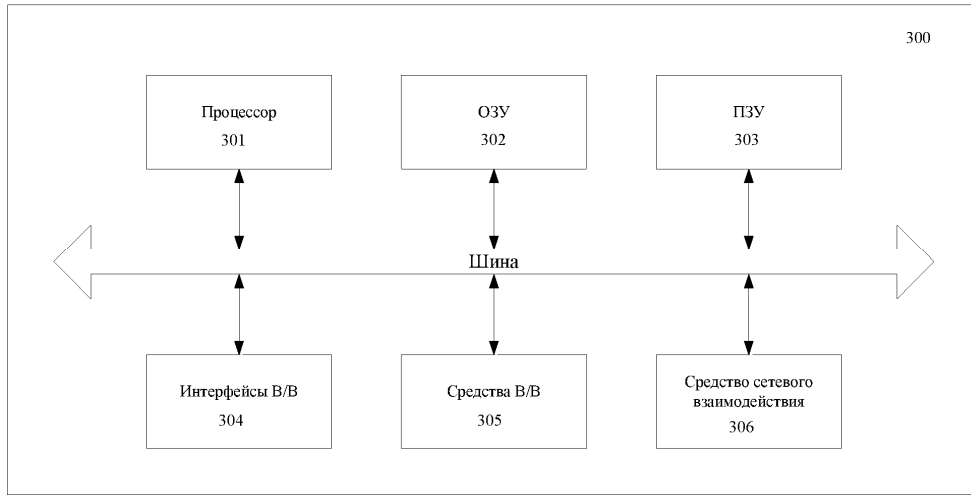 300
Процессор
301
ОЗУ
302
ПЗУ
303
Шина
Интерфейсы В/В
304
Средства В/В
305
Средство сетевого
взаимодействия
306